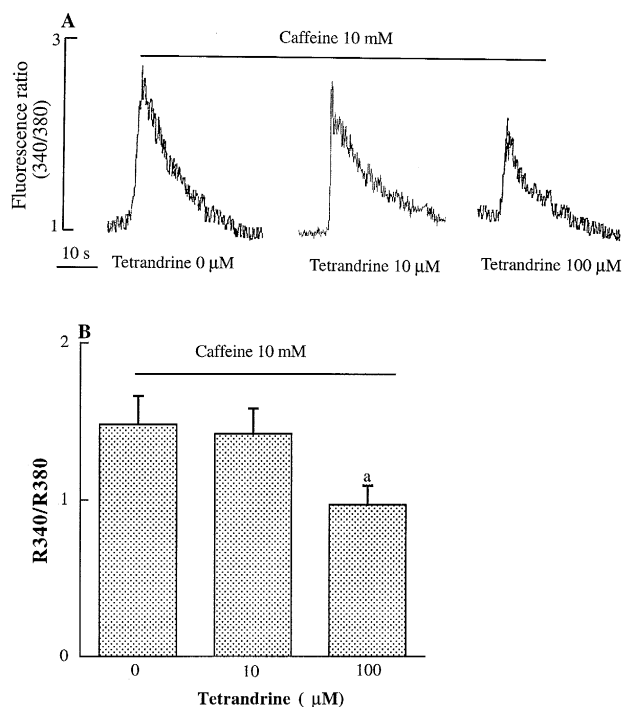 A
3
Caffeine 10 mM
Fluorescence ratio
(340/380)
1
10 s
Tetrandrine 0 µM
Tetrandrine 10 µM
Tetrandrine 100 µM
B
2
Caffeine 10 mM
a
R340/R380
1
0
0
10
100
Tetrandrine ( µM)